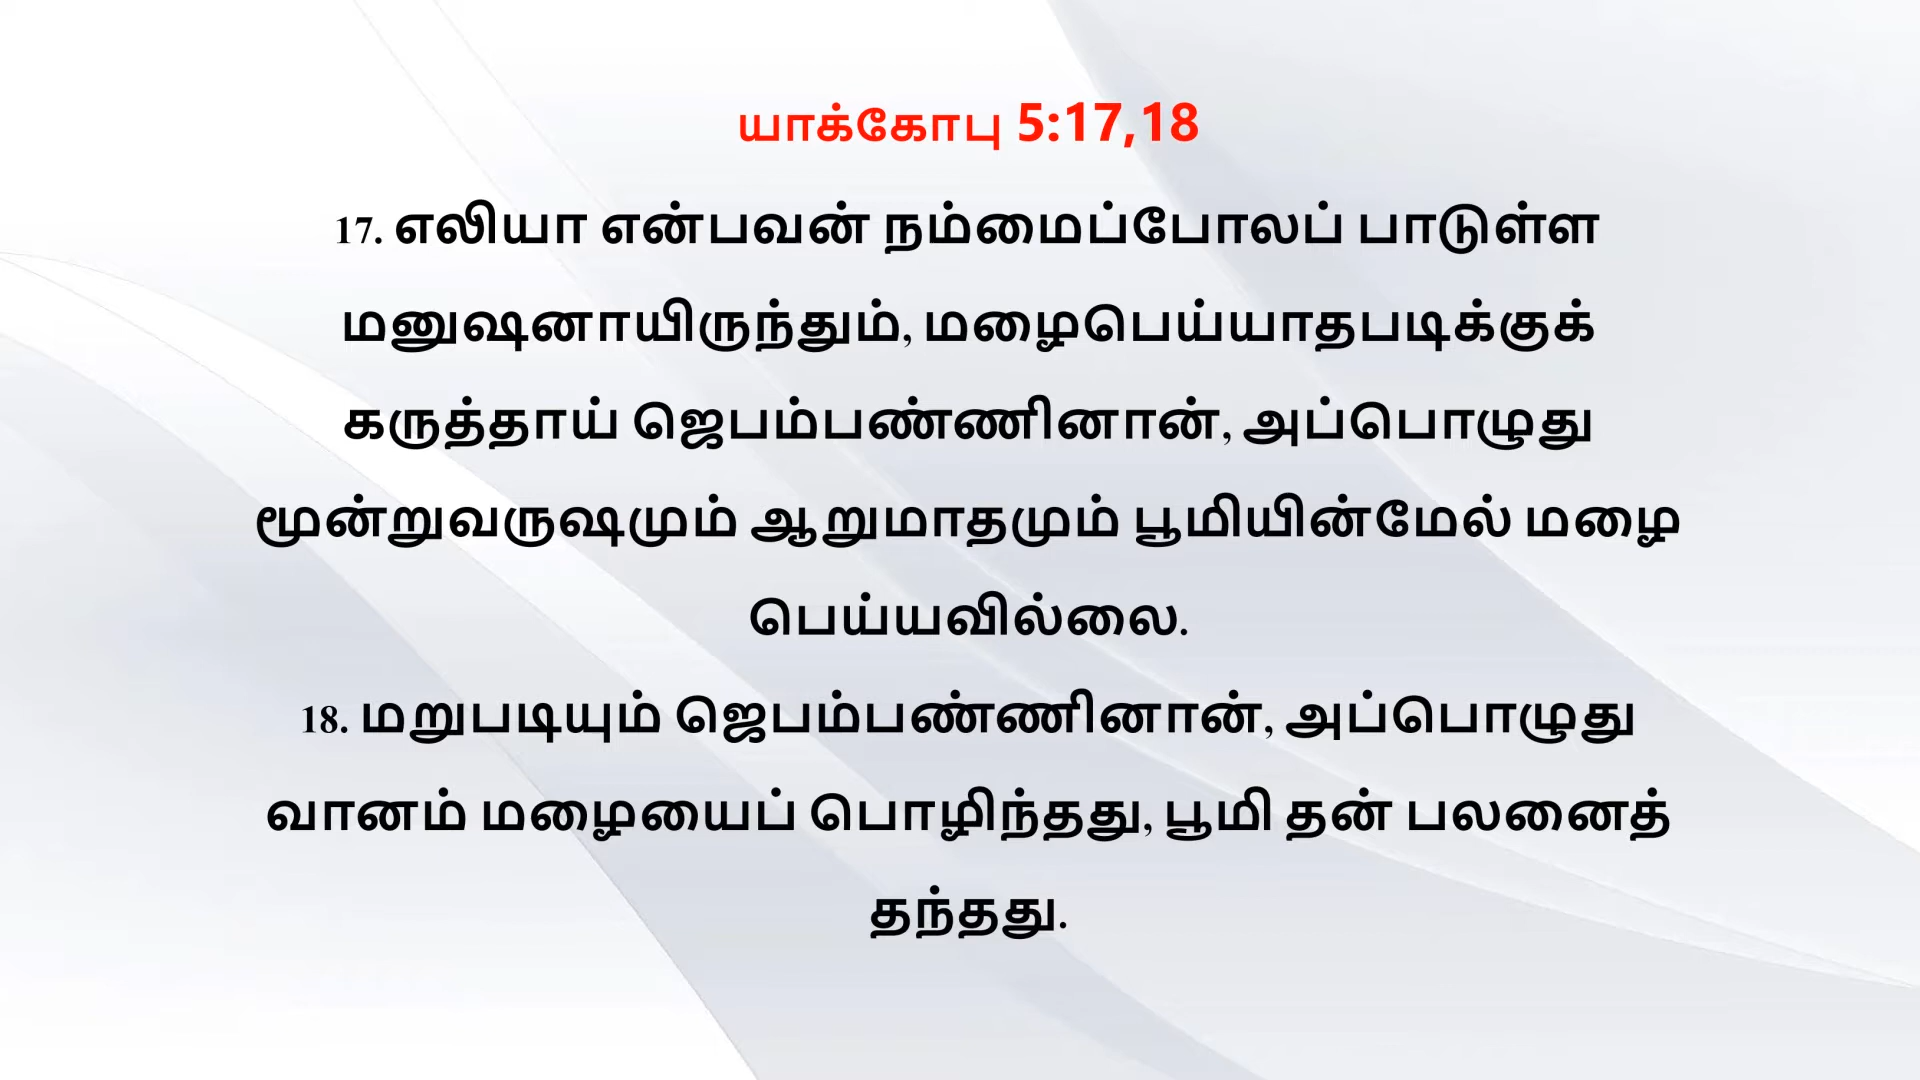 யாக்கோபு 5:17,18
17. எலியா என்பவன் நம்மைப்போலப் பாடுள்ள
மனுஷனாயிருந்தும், மழைபெய்யாதபடிக்குக்
கருத்தாய் ஜெபம்பண்ணினான், அப்பொழுது
மூன்றுவருஷமும் ஆறுமாதமும் பூமியின்மேல் மழை
பெய்யவில்லை.
18. மறுபடியும் ஜெபம்பண்ணினான், அப்பொழுது
வானம் மழையைப் பொழிந்தது, பூமி தன் பலனைத்
தந்தது.